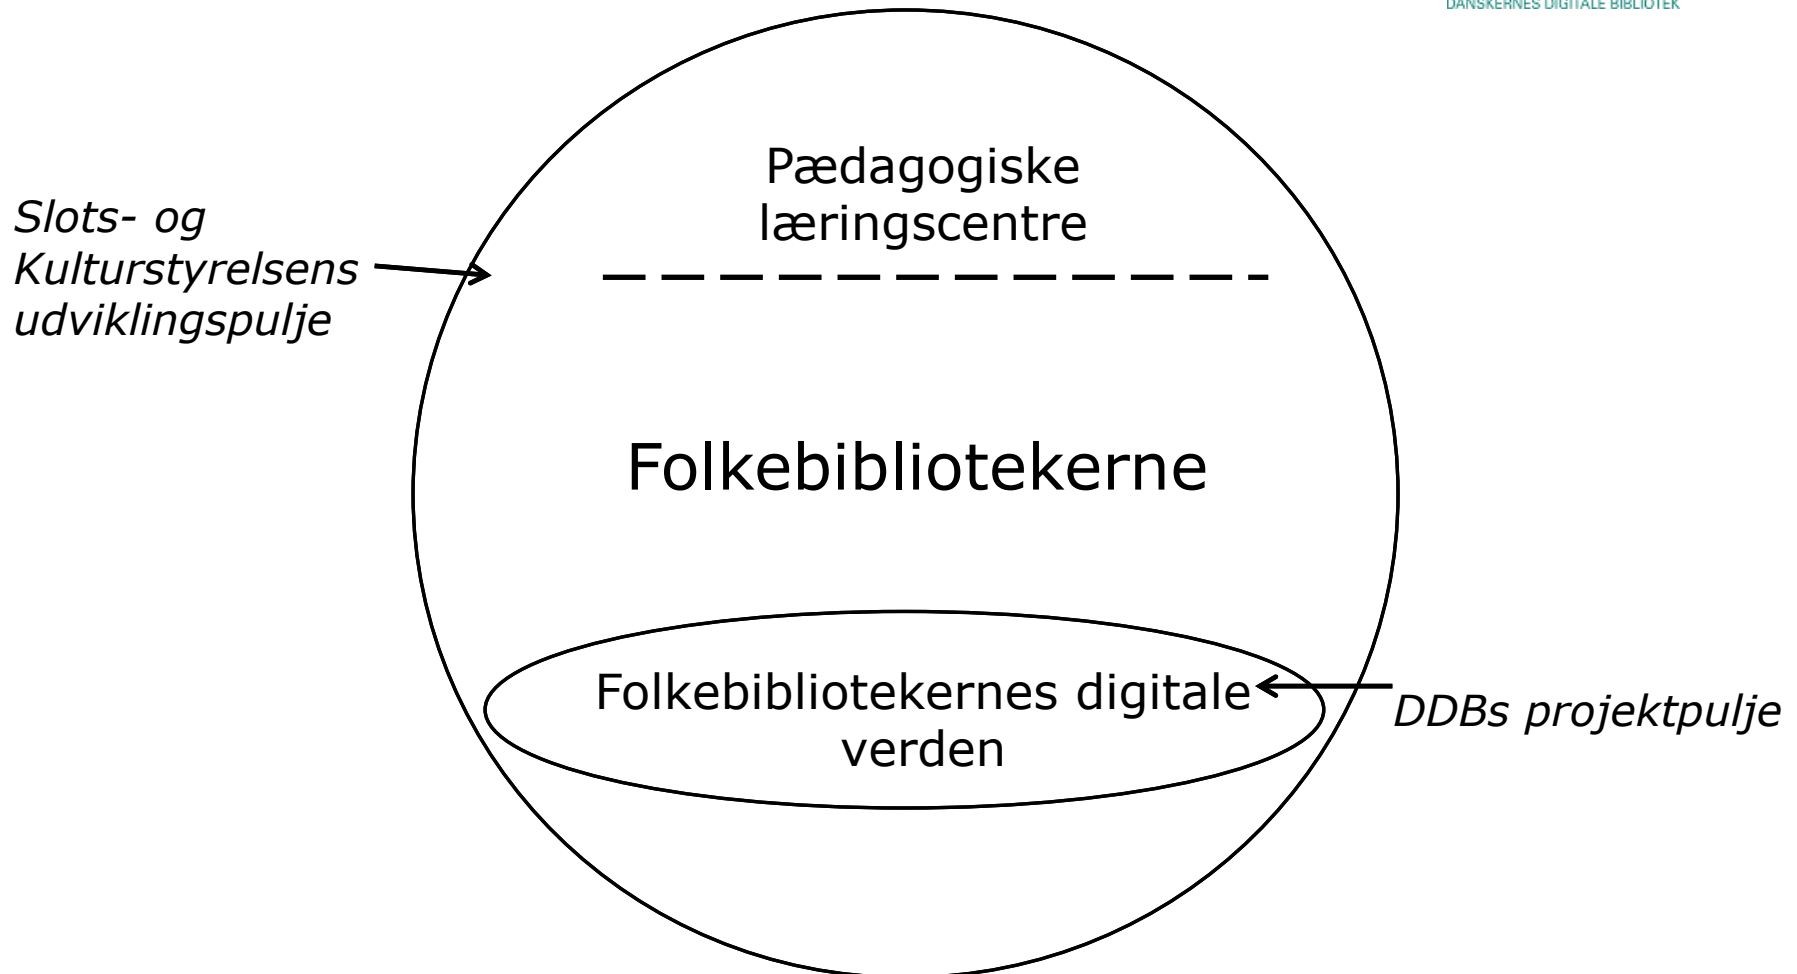 DANSKERNES DIGITALE BIBLIOTEK
Pædagogiske
læringscentre
Slots- og
Kulturstyrelsens
udviklingspulje
Folkebibliotekerne
Folkebibliotekernes digitale
verden
DDBs projektpulje